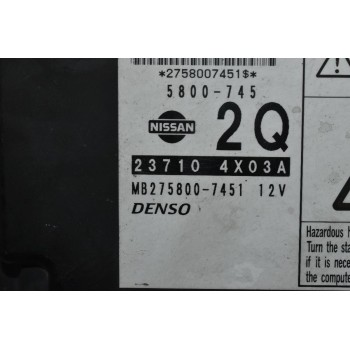 *2758007451$*
5800-745
NISSAN 2Q
23710 4X03A
MB275800-7451 12V
DENSO
Hazardous
Turn the sta
if it is nece
the compute